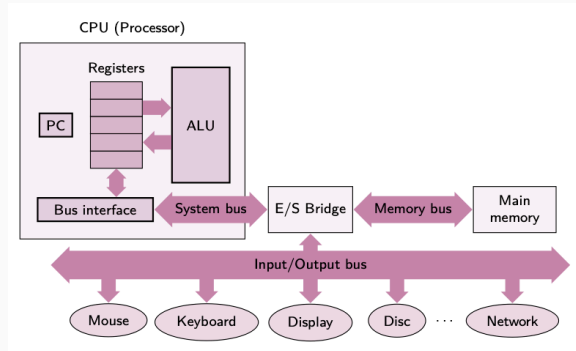 CPU (Processor)
Registers
PC
ALU
Bus interface
System bus
E/S Bridge
Memory bus
Main
memory
Input/Output bus
Mouse
Keyboard
Display
Disc
...
Network